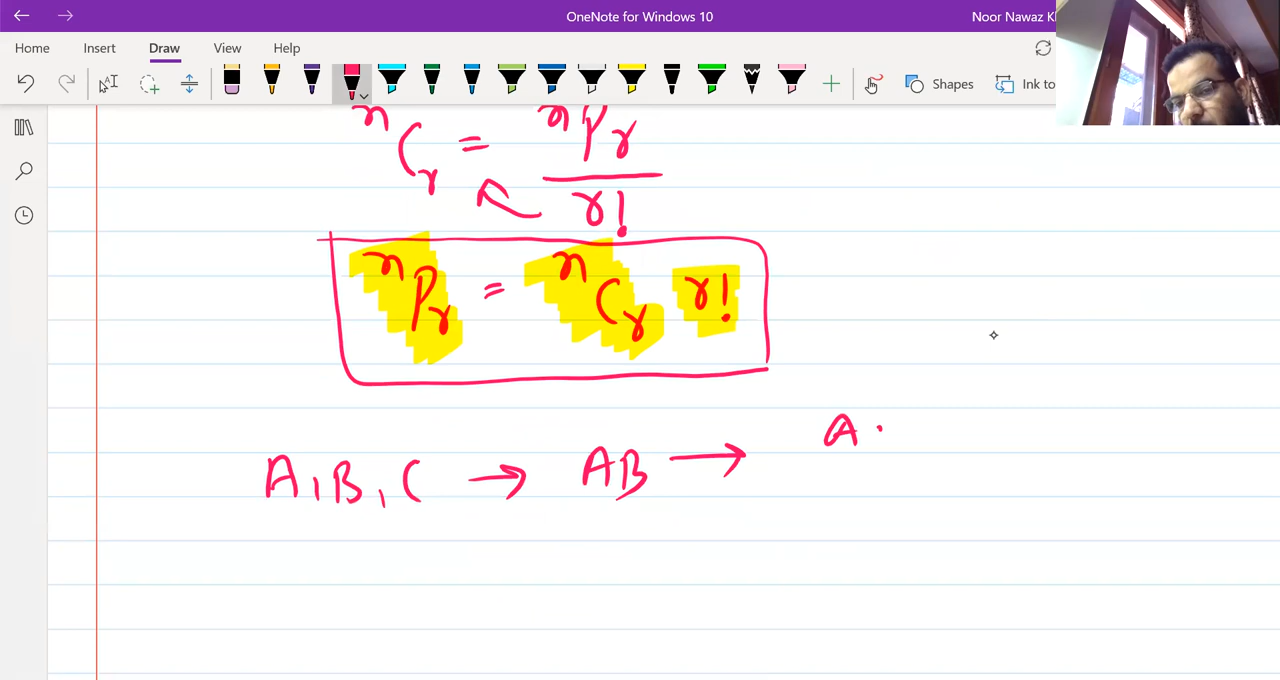 OneNote for Windows 10
Noor Nawaz Kh
Home Insert Draw View Help
Shapes Ink to
ⁿCᵣ = ⁿPᵣ / r!
ⁿPᵣ = ⁿCᵣ r!
A, B, C → AB → A